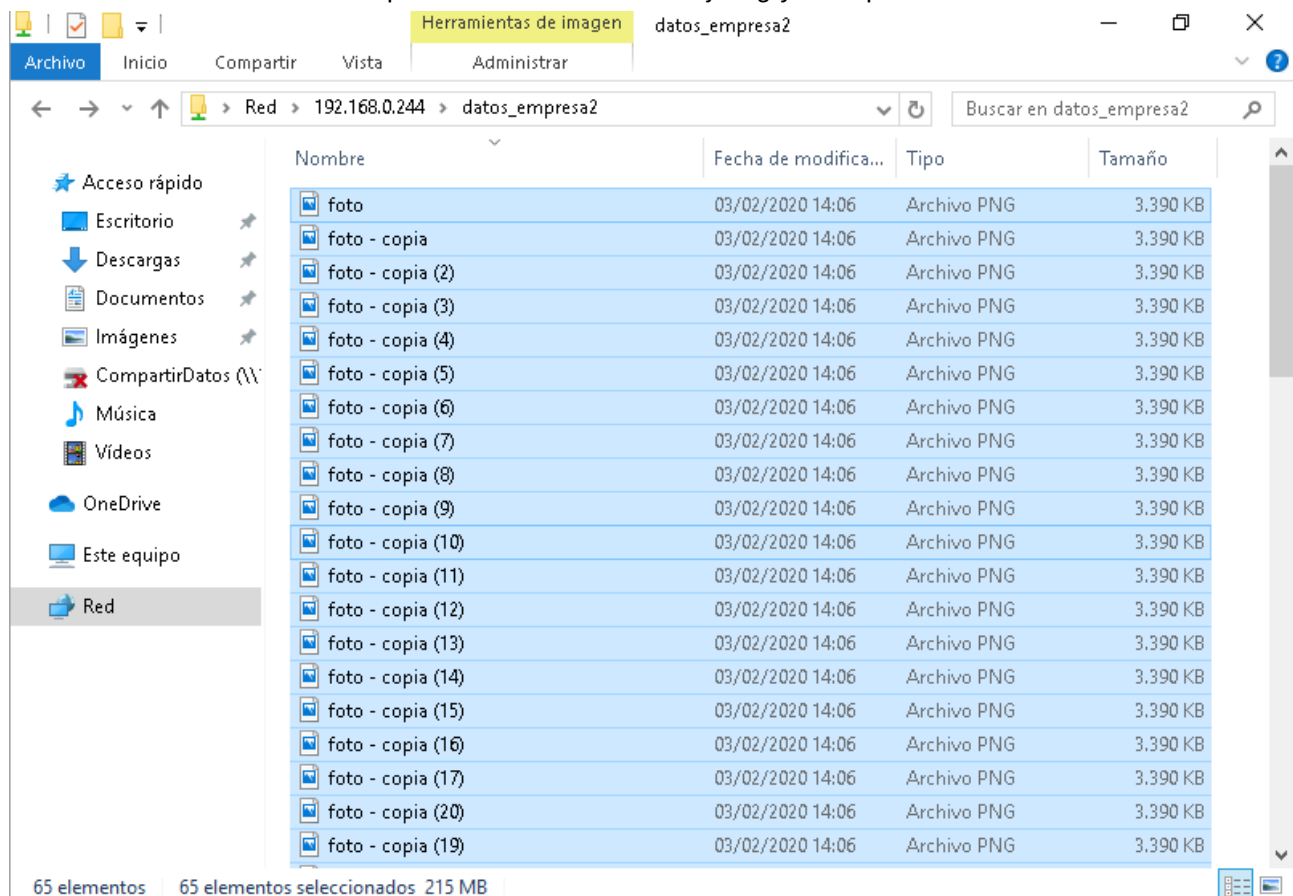 Herramientas de imagen datos_empresa2
Archivo Inicio Compartir Vista Administrar
Red > 192.168.0.244 > datos_empresa2 Buscar en datos_empresa2
Nombre Fecha de modifica... Tipo Tamaño
Acceso rápido
Escritorio
Descargas
Documentos
Imágenes
CompartirDatos (\\
Música
Vídeos
OneDrive
Este equipo
Red
foto 03/02/2020 14:06 Archivo PNG 3.390 KB
foto - copia 03/02/2020 14:06 Archivo PNG 3.390 KB
foto - copia (2) 03/02/2020 14:06 Archivo PNG 3.390 KB
foto - copia (3) 03/02/2020 14:06 Archivo PNG 3.390 KB
foto - copia (4) 03/02/2020 14:06 Archivo PNG 3.390 KB
foto - copia (5) 03/02/2020 14:06 Archivo PNG 3.390 KB
foto - copia (6) 03/02/2020 14:06 Archivo PNG 3.390 KB
foto - copia (7) 03/02/2020 14:06 Archivo PNG 3.390 KB
foto - copia (8) 03/02/2020 14:06 Archivo PNG 3.390 KB
foto - copia (9) 03/02/2020 14:06 Archivo PNG 3.390 KB
foto - copia (10) 03/02/2020 14:06 Archivo PNG 3.390 KB
foto - copia (11) 03/02/2020 14:06 Archivo PNG 3.390 KB
foto - copia (12) 03/02/2020 14:06 Archivo PNG 3.390 KB
foto - copia (13) 03/02/2020 14:06 Archivo PNG 3.390 KB
foto - copia (14) 03/02/2020 14:06 Archivo PNG 3.390 KB
foto - copia (15) 03/02/2020 14:06 Archivo PNG 3.390 KB
foto - copia (16) 03/02/2020 14:06 Archivo PNG 3.390 KB
foto - copia (17) 03/02/2020 14:06 Archivo PNG 3.390 KB
foto - copia (20) 03/02/2020 14:06 Archivo PNG 3.390 KB
foto - copia (19) 03/02/2020 14:06 Archivo PNG 3.390 KB
65 elementos 65 elementos seleccionados 215 MB